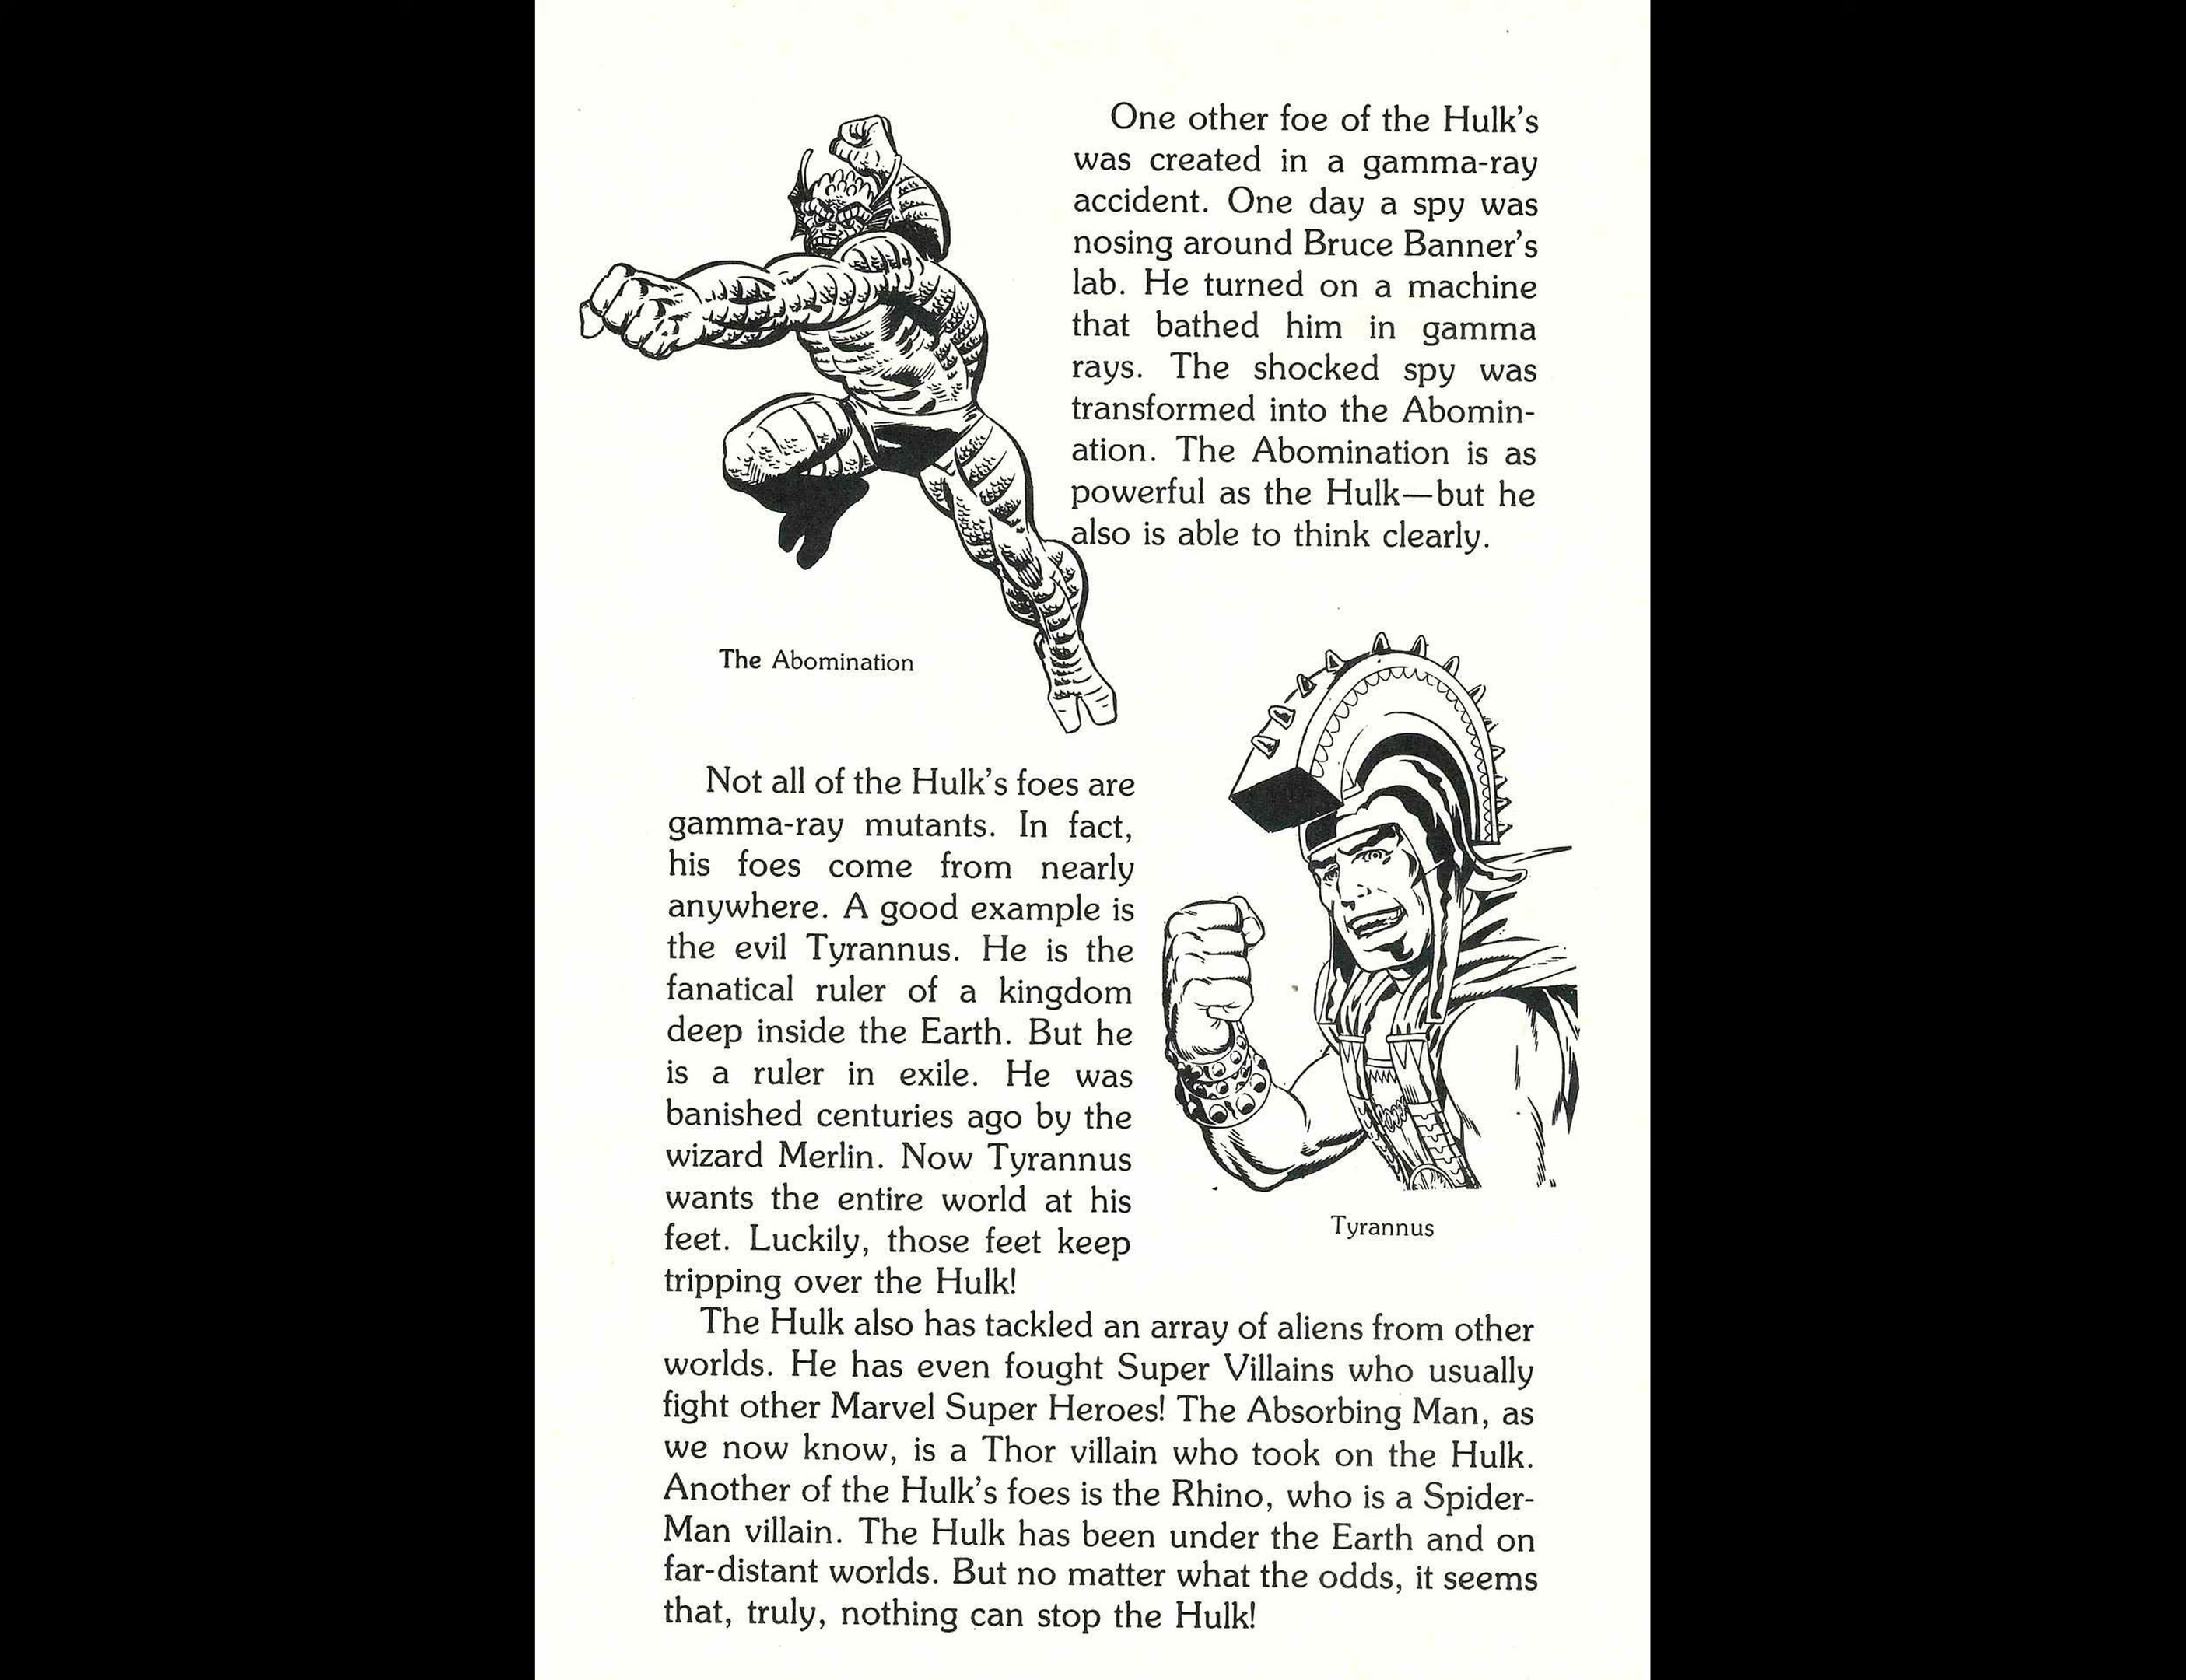 One other foe of the Hulk's
was created in a gamma-ray
accident. One day a spy was
nosing around Bruce Banner's
lab. He turned on a machine
that bathed him in gamma
rays. The shocked spy was
transformed into the Abomin-
ation. The Abomination is as
powerful as the Hulk—but he
also is able to think clearly.
The Abomination
Not all of the Hulk's foes are
gamma-ray mutants. In fact,
his foes come from nearly
anywhere. A good example is
the evil Tyrannus. He is the
fanatical ruler of a kingdom
deep inside the Earth. But he
is a ruler in exile. He was
banished centuries ago by the
wizard Merlin. Now Tyrannus
wants the entire world at his
feet. Luckily, those feet keep
tripping over the Hulk!
Tyrannus
The Hulk also has tackled an array of aliens from other
worlds. He has even fought Super Villains who usually
fight other Marvel Super Heroes! The Absorbing Man, as
we now know, is a Thor villain who took on the Hulk.
Another of the Hulk's foes is the Rhino, who is a Spider-
Man villain. The Hulk has been under the Earth and on
far-distant worlds. But no matter what the odds, it seems
that, truly, nothing can stop the Hulk!